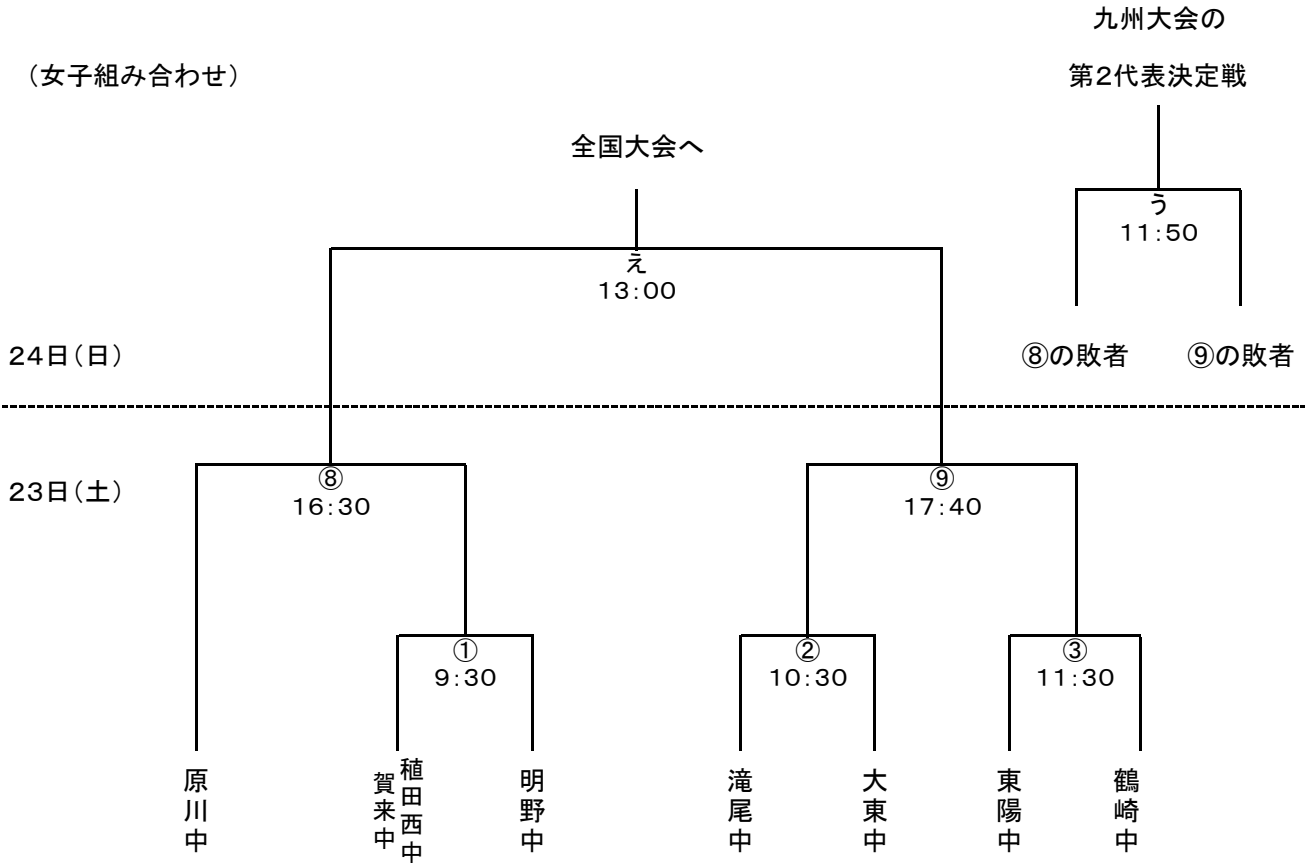 九州大会の
(女子組み合わせ)
第2代表決定戦
全国大会へ
う
11:50
え
13:00
24日(日)
⑧の敗者
⑨の敗者
23日(土)
⑧
16:30
⑨
17:40
①
9:30
②
10:30
③
11:30
原川中
稙田西中
賀来中
明野中
滝尾中
大東中
東陽中
鶴崎中